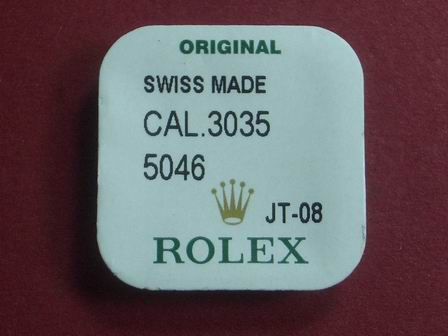 ORIGINAL
SWISS MADE
CAL.3035
5046
JT-08
ROLEX